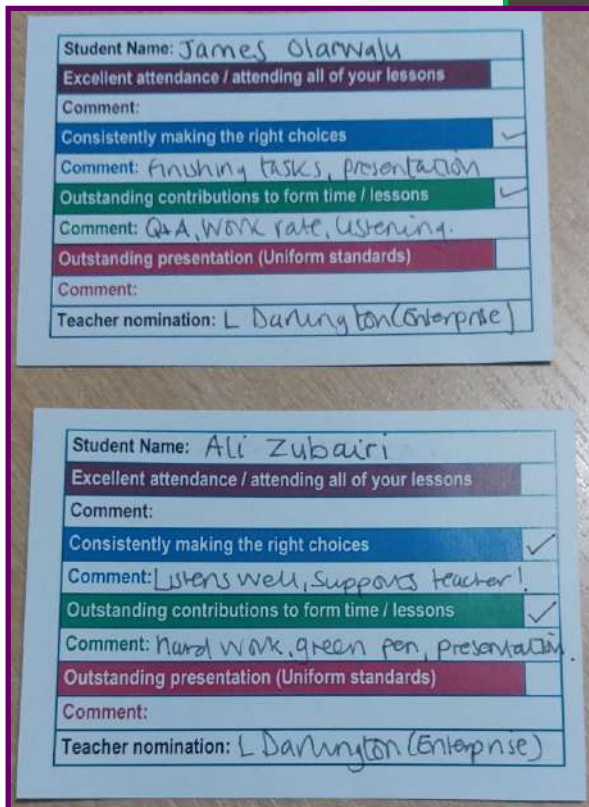 Student Name: James Olarwaju
Excellent attendance / attending all of your lessons
Comment:
Consistently making the right choices
Comment: finishing tasks, presentation
Outstanding contributions to form time / lessons
Comment: Q+A, Work rate, Listening.
Outstanding presentation (Uniform standards)
Comment:
Teacher nomination: L Darlington (Enterprise)
Student Name: Ali Zubairi
Excellent attendance / attending all of your lessons
Comment:
Consistently making the right choices
Comment: Listens well, supports teacher!
Outstanding contributions to form time / lessons
Comment: hard work, green pen, presentation.
Outstanding presentation (Uniform standards)
Comment:
Teacher nomination: L Darlington (Enterprise)